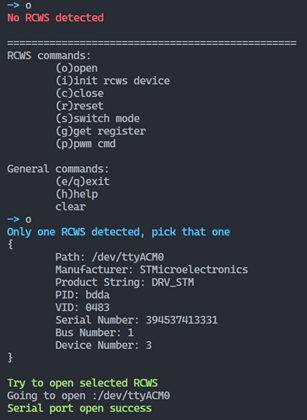 -> o
No RCWS detected
================================================
RCWS commands:
(o)open
(i)init rcws device
(c)close
(r)reset
(s)switch mode
(g)get register
(p)pwm cmd
General commands:
(e/q)exit
(h)help
clear
-> o
Only one RCWS detected, pick that one
{
Path: /dev/ttyACM0
Manufacturer: STMicroelectronics
Product String: DRV_STM
PID: bdda
VID: 0483
Serial Number: 394537413331
Bus Number: 1
Device Number: 3
}
Try to open selected RCWS
Going to open :/dev/ttyACM0
Serial port open success